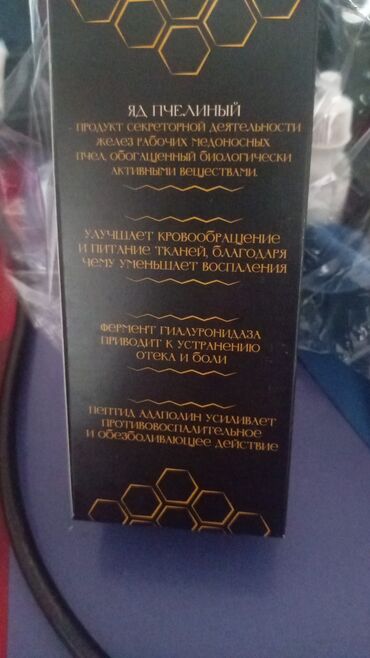 ЯД ПЧЕЛИНЫЙ
- ПРОДУКТ СЕКРЕТОРНОЙ ДЕЯТЕЛЬНОСТИ
ЖЕЛЕЗ РАБОЧИХ МЕДОНОСНЫХ
ПЧЕЛ, ОБОГАЩЕННЫЙ БИОЛОГИЧЕСКИ
АКТИВНЫМИ ВЕЩЕСТВАМИ.
УЛУЧШАЕТ КРОВООБРАЩЕНИЕ
И ПИТАНИЕ ТКАНЕЙ, БЛАГОДАРЯ
ЧЕМУ УМЕНЬШАЕТ ВОСПАЛЕНИЯ
ФЕРМЕНТ ГИАЛУРОНИДАЗА
ПРИВОДИТ К УСТРАНЕНИЮ
ОТЕКА И БОЛИ
ПЕПТИД АДАПОЛИН УСИЛИВАЕТ
ПРОТИВОВОСПАЛИТЕЛЬНОЕ
И ОБЕЗБОЛИВАЮЩЕЕ ДЕЙСТВИЕ